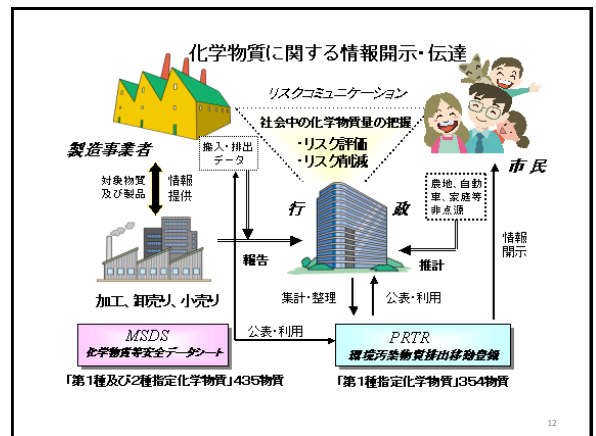 化学物質に関する情報開示・伝達
リスクコミュニケーション
社会中の化学物質量の把握
・リスク評価
・リスク削減
製造事業者
搬入・排出
データ
市民
対象物質
及び製品
情報
提供
行
政
農地、自動
車、家庭等
非点源
報告
推計
情報
開示
加工、卸売り、小売り
集計・整理
公表・利用
MSDS
化学物質等安全データシート
公表・利用
PRTR
環境汚染物質排出移動登録
「第1種及び2種指定化学物質」435物質
「第1種指定化学物質」354物質
12